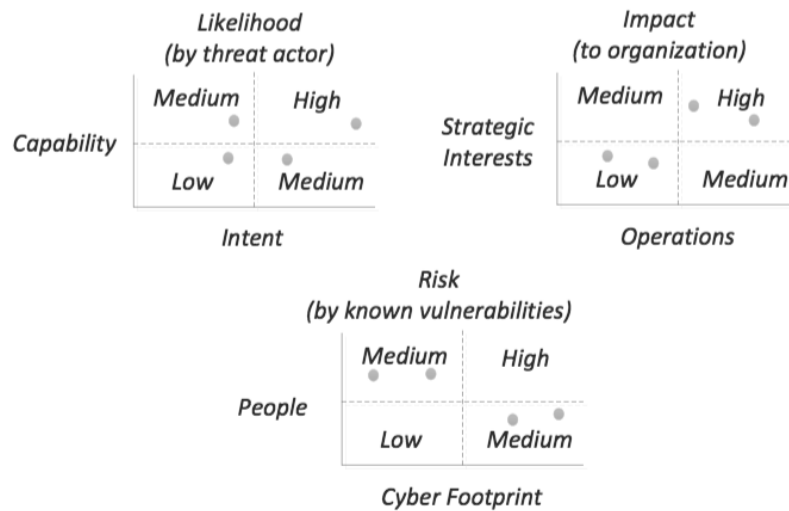 Likelihood
(by threat actor)
Medium
High
Capability
Low
Medium
Intent
Impact
(to organization)
Medium
High
Strategic
Interests
Low
Medium
Operations
Risk
(by known vulnerabilities)
Medium
High
People
Low
Medium
Cyber Footprint